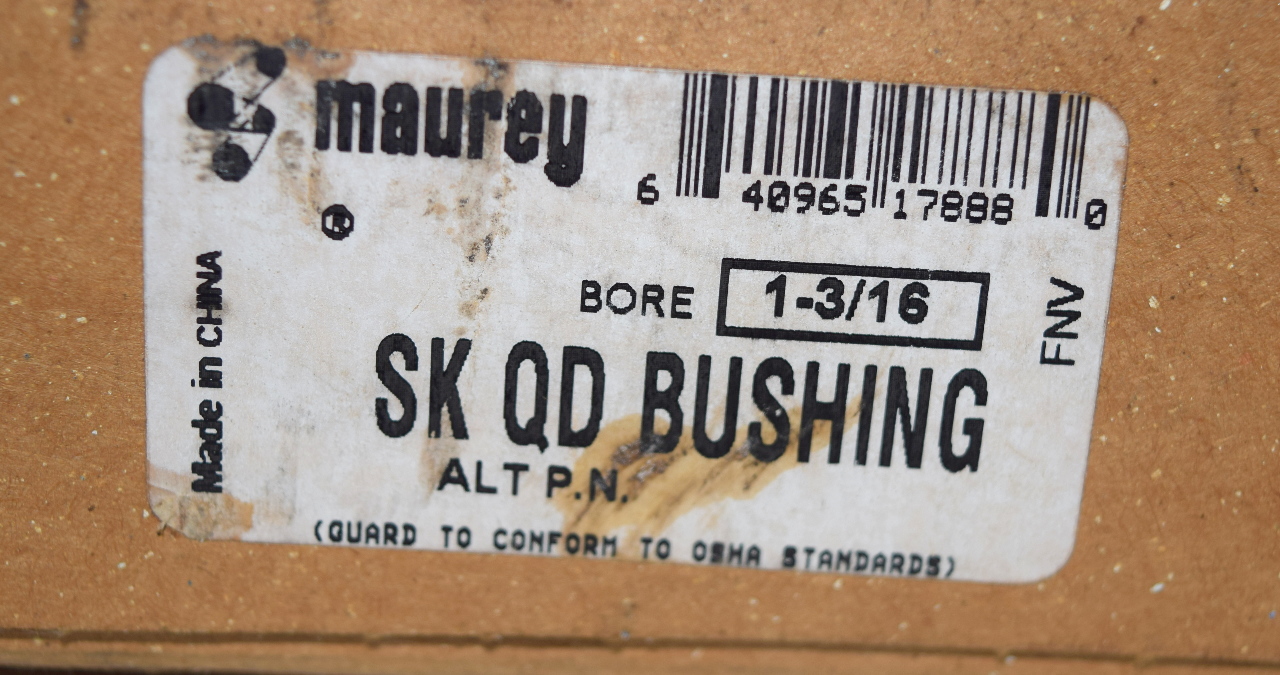 maurey
®
6 40965 17888 0
Made in CHINA
BORE 1-3/16
FNV
SK QD BUSHING
ALT P.N.
(GUARD TO CONFORM TO OSHA STANDARDS)